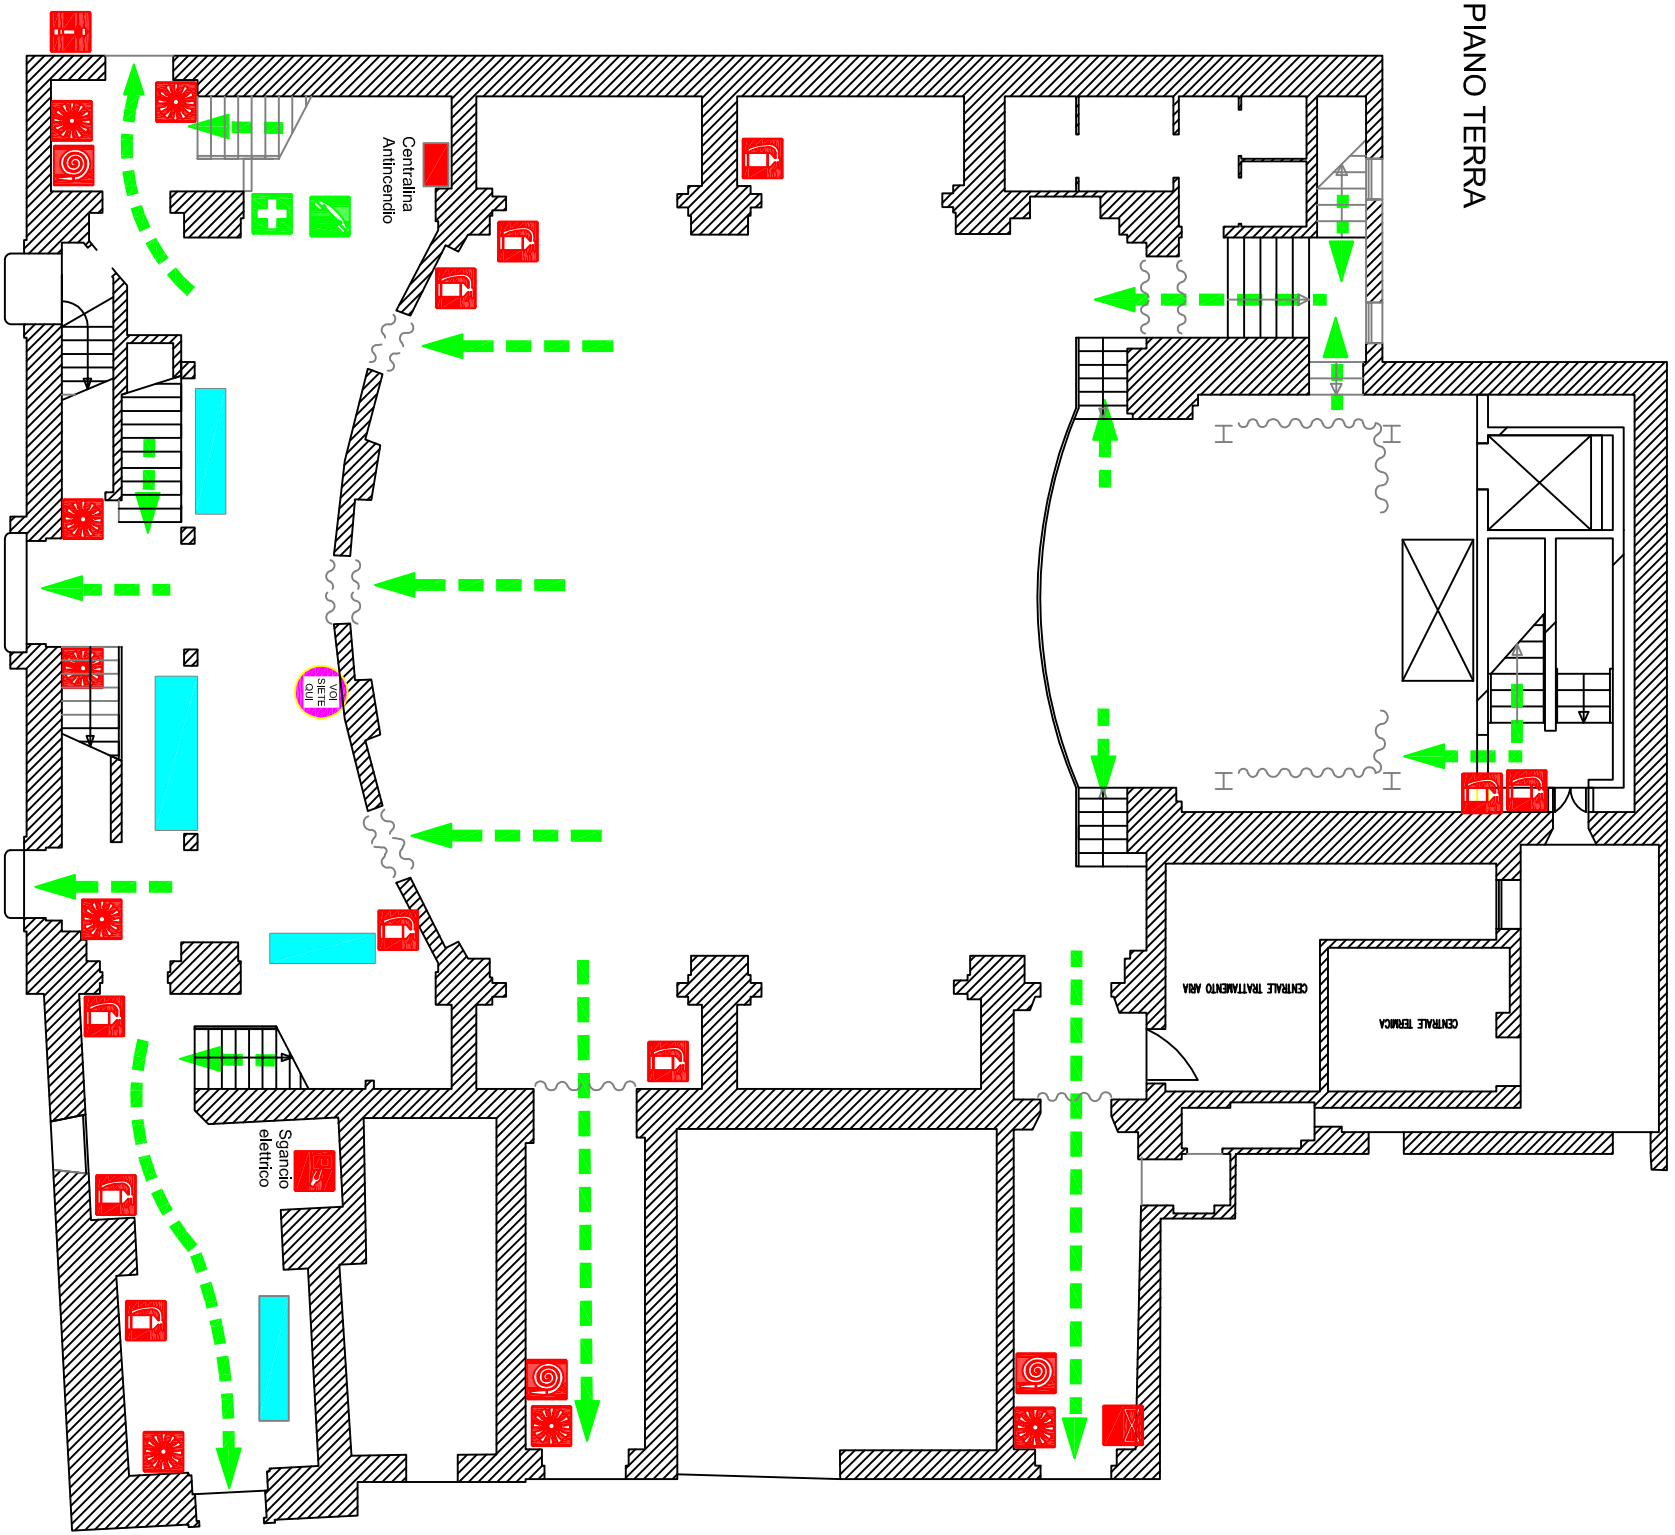 PIANO TERRA
Centralina
Antincendio
VOI
SIETE
QUI
CENTRALE TRATTAMENTO ARIA
CENTRALE TERMICA
Sgancio
elettrico